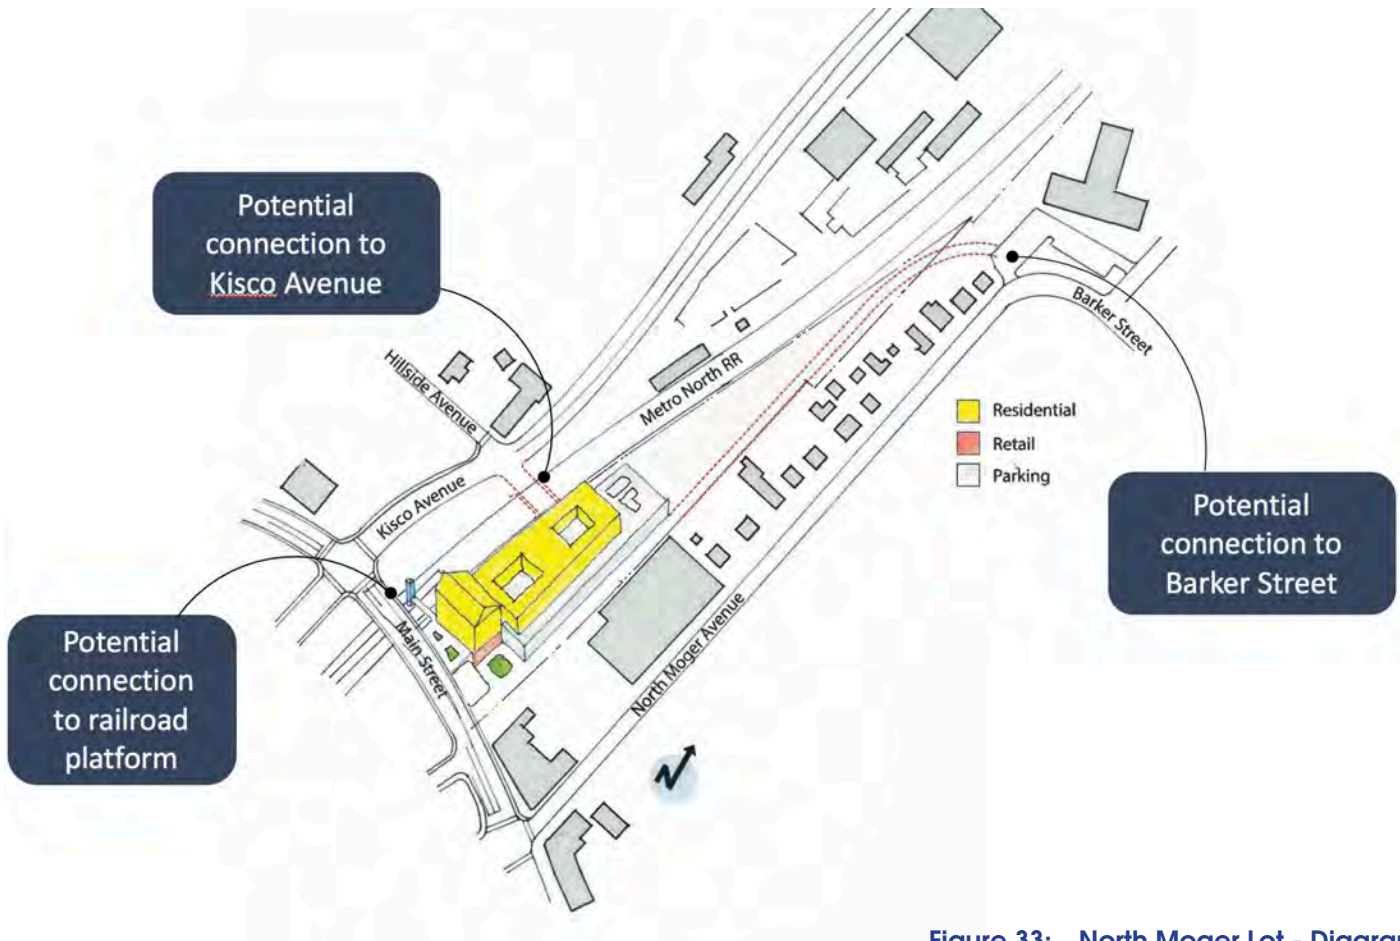 Potential
connection to
Kisco Avenue
Hillside Avenue
Metro North RR
Barker Street
Residential
Retail
Parking
Kisco Avenue
Potential
connection to
Barker Street
Main Street
North Moger Avenue
Potential
connection
to railroad
platform
N
Figure 33: North Moger Lot - Diagra